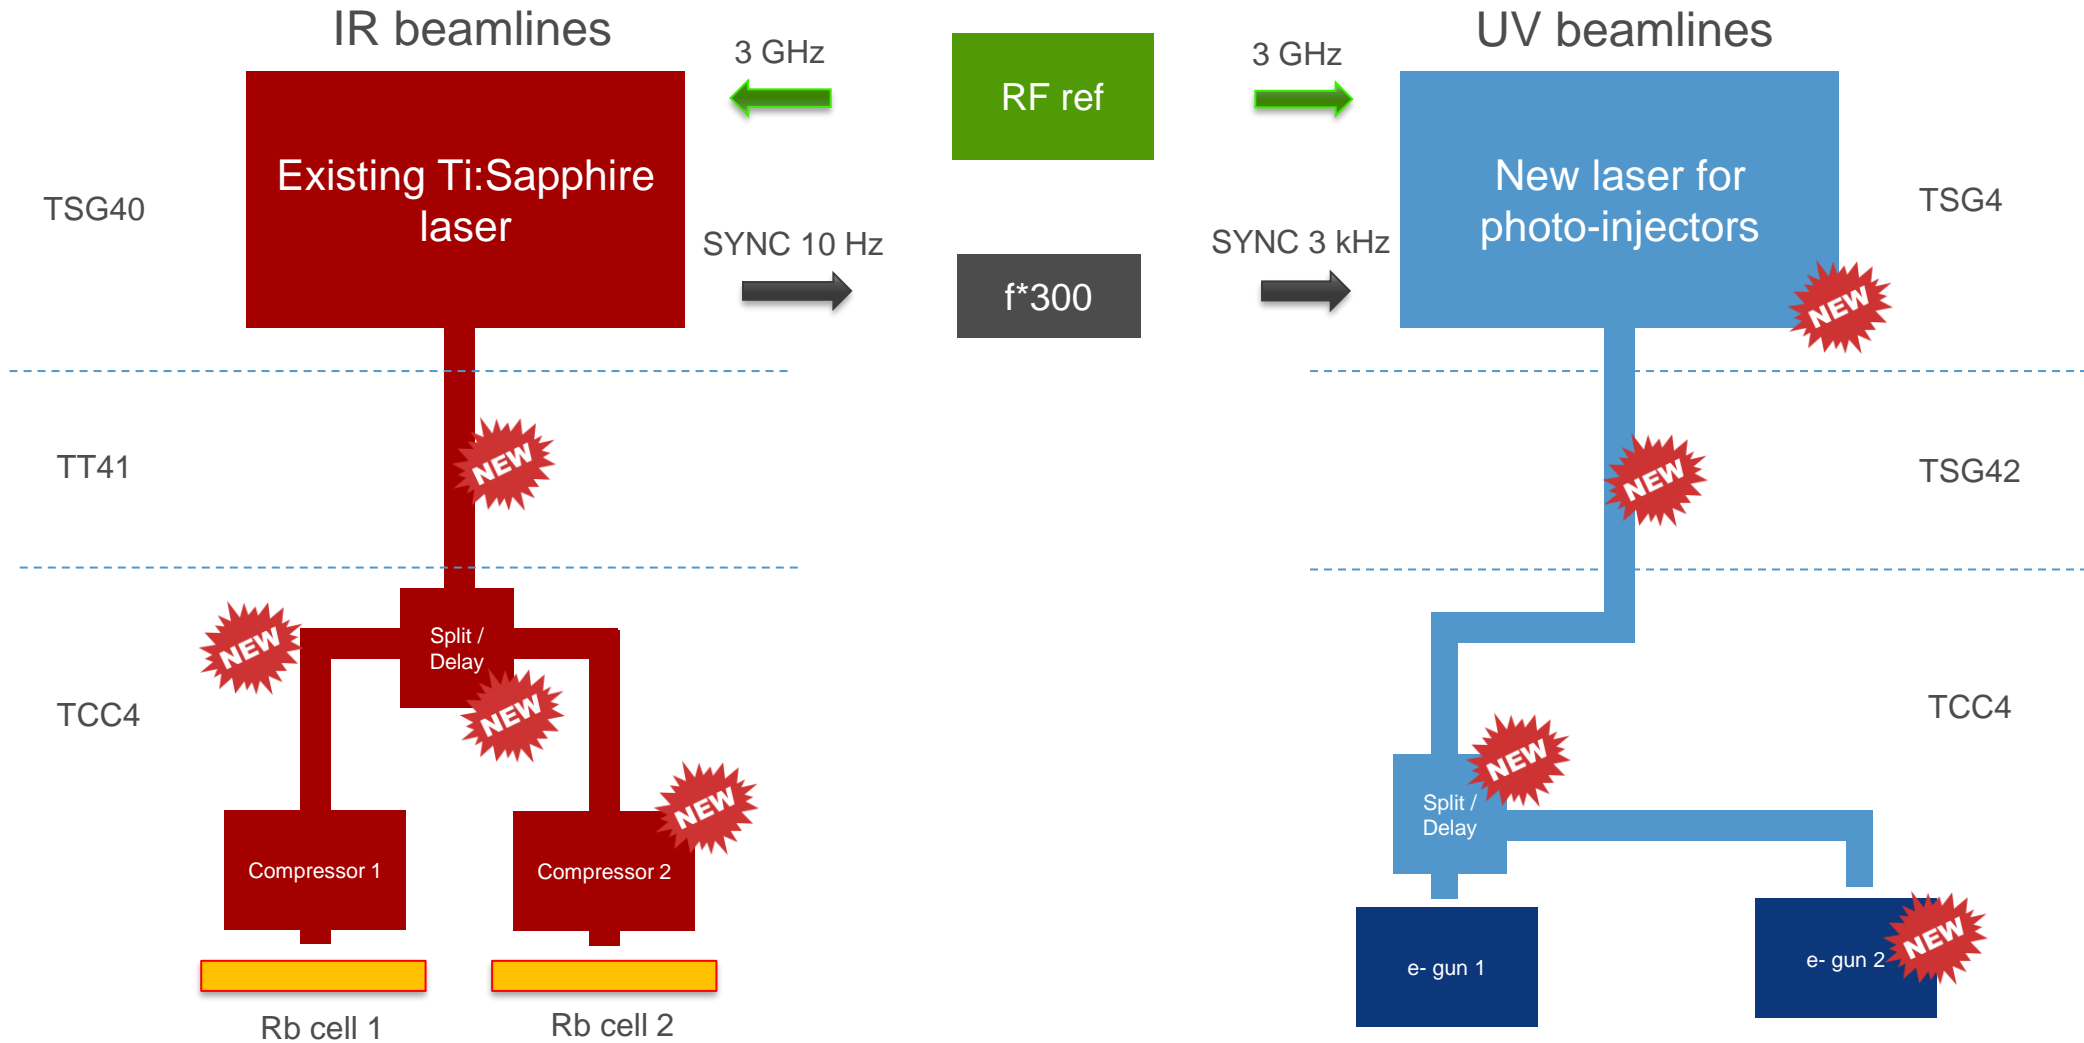 IR beamlines
UV beamlines
3 GHz
RF ref
3 GHz
Existing Ti:Sapphire
laser
New laser for
photo-injectors
TSG40
TSG4
SYNC 10 Hz
f*300
SYNC 3 kHz
NEW
TT41
NEW
NEW
TSG42
Split /
Delay
NEW
NEW
TCC4
TCC4
NEW
NEW
Split /
Delay
Compressor 1
Compressor 2
e- gun 1
e- gun 2
NEW
Rb cell 1
Rb cell 2